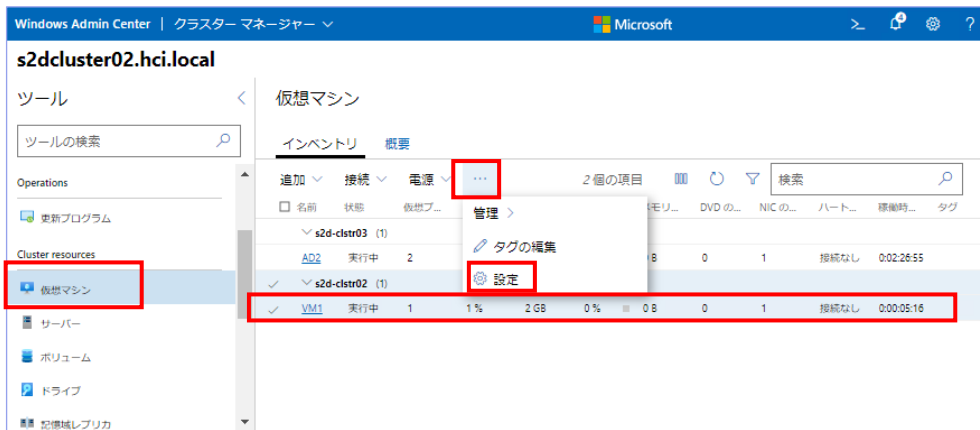 Windows Admin Center | クラスター マネージャー
Microsoft
4
?
s2dcluster02.hci.local
ツール
ツールの検索
Operations
更新プログラム
Cluster resources
仮想マシン
サーバー
ボリューム
ドライブ
記憶域レプリカ
仮想マシン
インベントリ 概要
追加 接続 電源 ... 2 個の項目 検索
名前 状態 仮想プ... モリ... DVD の... NIC の... ハート... 稼働時... タグ
管理
タグの編集
設定
s2d-clstr03 (1)
AD2 実行中 2 0 B 0 1 接続なし 0:02:26:55
s2d-clstr02 (1)
VM1 実行中 1 1 % 2 GB 0 % 0 B 0 1 接続なし 0:00:05:16